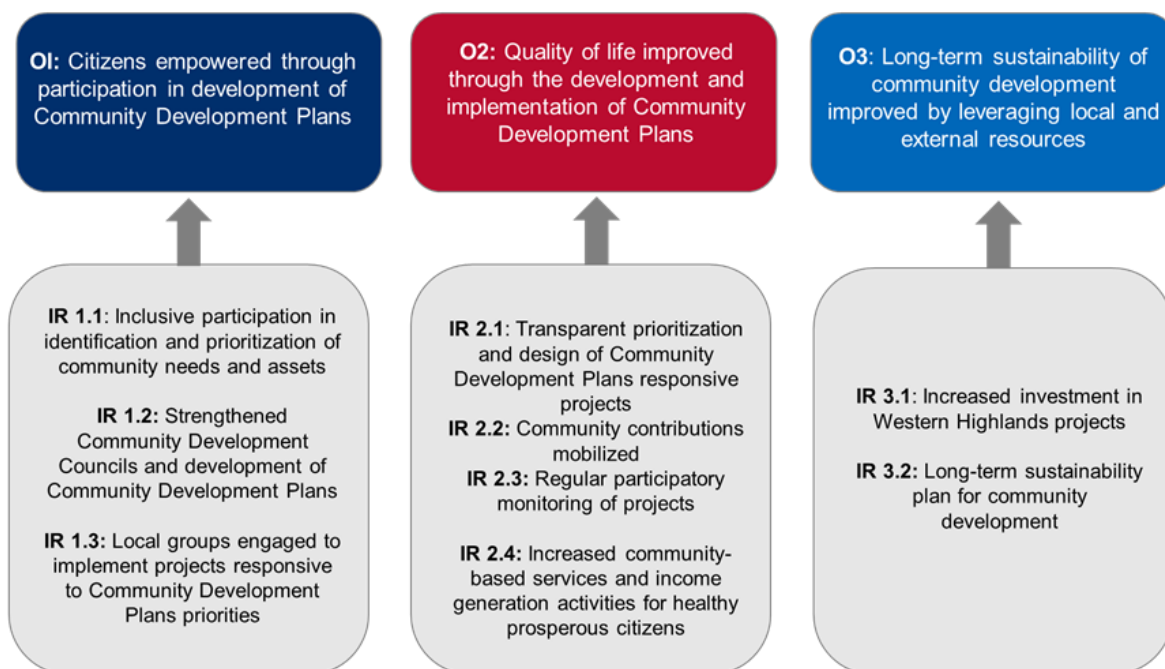 OI: Citizens empowered through
participation in development of
Community Development Plans
O2: Quality of life improved
through the development and
implementation of Community
Development Plans
O3: Long-term sustainability of
community development
improved by leveraging local and
external resources
IR 1.1: Inclusive participation in
identification and prioritization of
community needs and assets
IR 1.2: Strengthened
Community Development
Councils and development of
Community Development Plans
IR 1.3: Local groups engaged to
implement projects responsive
to Community Development
Plans priorities
IR 2.1: Transparent prioritization
and design of Community
Development Plans responsive
projects
IR 2.2: Community contributions
mobilized
IR 2.3: Regular participatory
monitoring of projects
IR 2.4: Increased community-
based services and income
generation activities for healthy
prosperous citizens
IR 3.1: Increased investment in
Western Highlands projects
IR 3.2: Long-term sustainability
plan for community
development